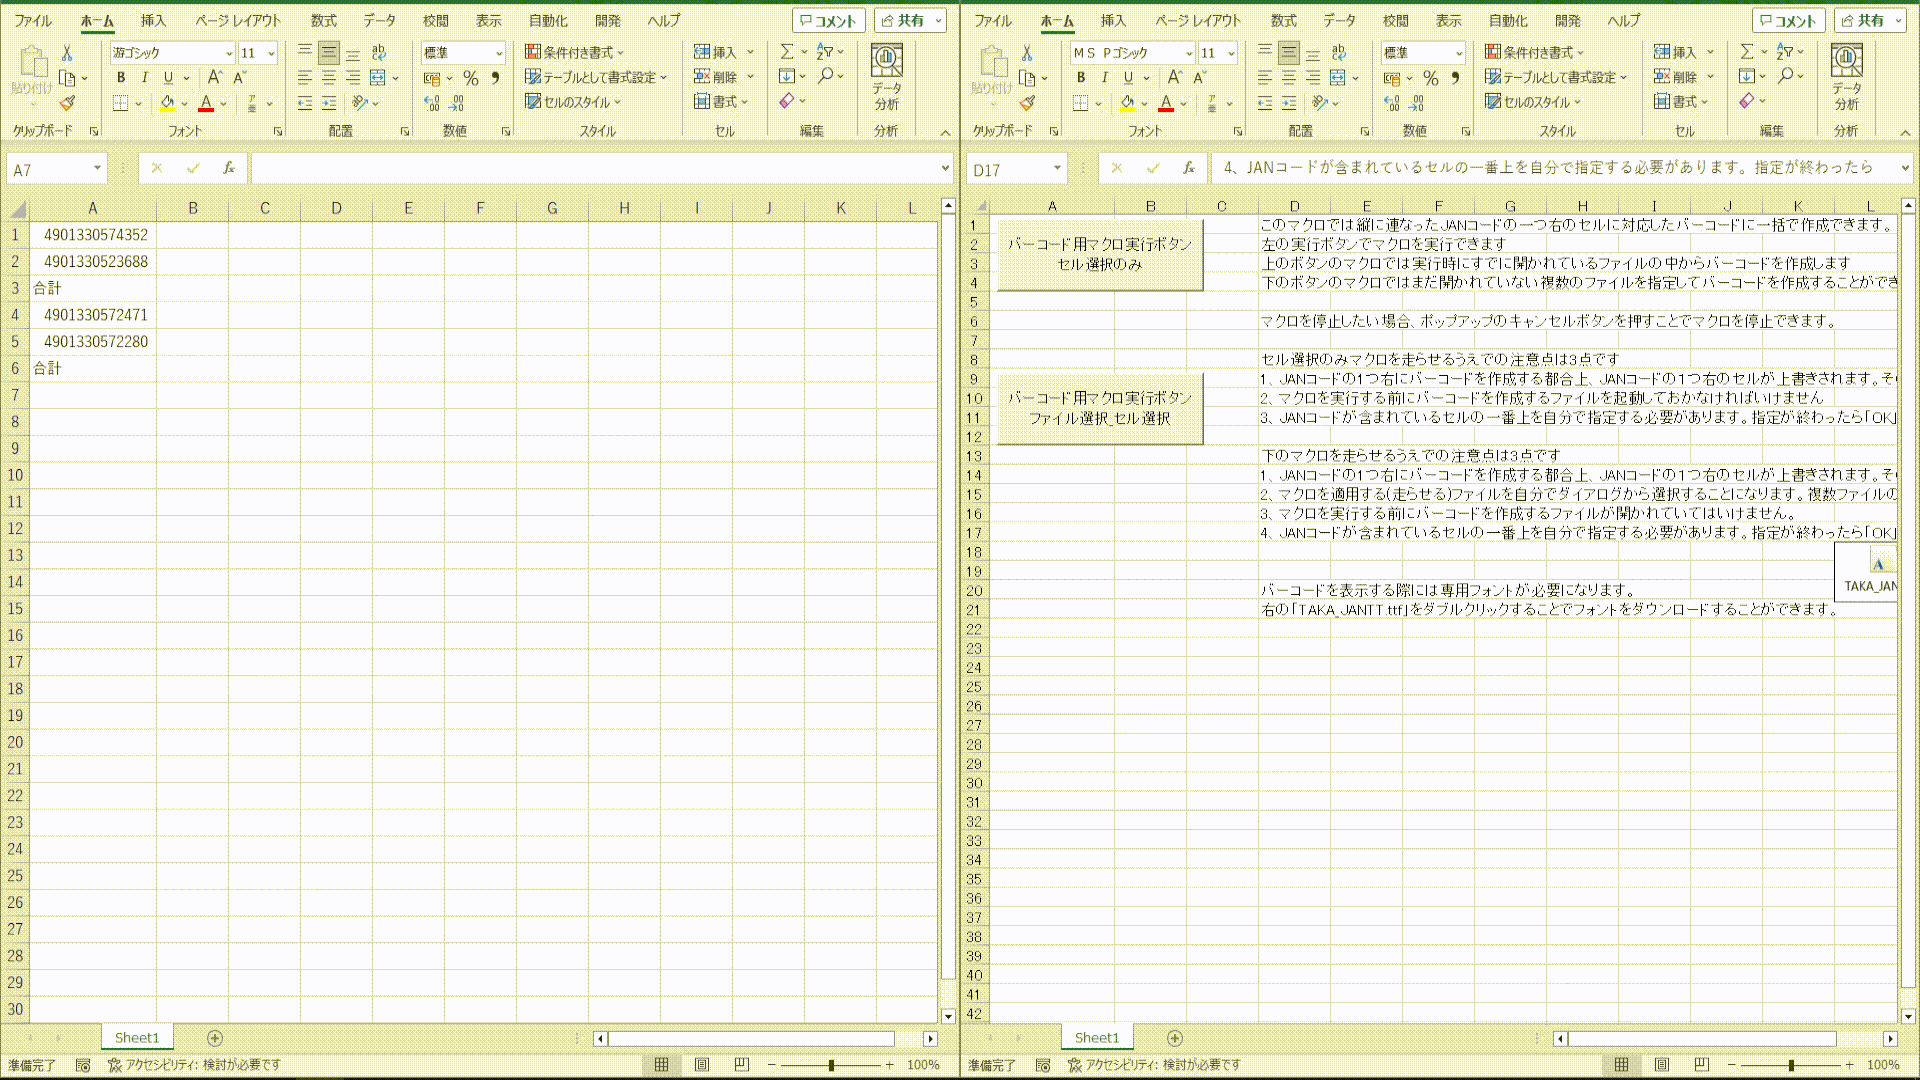 ファイル ホーム 挿入 ページ レイアウト 数式 データ 校閲 表示 自動化 開発 ヘルプ コメント 共有
貼り付け 游ゴシック 11 標準 条件付き書式 挿入
テーブルとして書式設定 削除
セルのスタイル 書式 データ分析
クリップボード フォント 配置 数値 スタイル セル 編集 分析
A7
A B C D E F G H I J K L
1 4901330574352
2 4901330523688
3 合計
4 4901330572471
5 4901330572280
6 合計
7
8
9
10
11
12
13
14
15
16
17
18
19
20
21
22
23
24
25
26
27
28
29
30
Sheet1
準備完了 アクセシビリティ: 検討が必要です 100%
ファイル ホーム 挿入 ページ レイアウト 数式 データ 校閲 表示 自動化 開発 ヘルプ コメント 共有
貼り付け ＭＳ Ｐゴシック 11 標準 条件付き書式 挿入
テーブルとして書式設定 削除
セルのスタイル 書式 データ分析
クリップボード フォント 配置 数値 スタイル セル 編集 分析
D17 4、JANコードが含まれているセルの一番上を自分で指定する必要があります。指定が終わったら
A B C D E F G H I J K L
バーコード用マクロ実行ボタン
セル選択のみ
バーコード用マクロ実行ボタン
ファイル選択_セル選択
1 このマクロでは縦に連なったJANコードの一つ右のセルに対応したバーコードに一括で作成できます。
2 左の実行ボタンでマクロを実行できます
3 上のボタンのマクロでは実行時にすでに開かれているファイルの中からバーコードを作成します
4 下のボタンのマクロではまだ開かれていない複数のファイルを指定してバーコードを作成することができ
5
6 マクロを停止したい場合、ポップアップのキャンセルボタンを押すことでマクロを停止できます。
7
8 セル選択のみマクロを走らせるうえでの注意点は3点です
9 1、JANコードの1つ右にバーコードを作成する都合上、JANコードの1つ右のセルが上書きされます。その
10 2、マクロを実行する前にバーコードを作成するファイルを起動しておかなければいけません
11 3、JANコードが含まれているセルの一番上を自分で指定する必要があります。指定が終わったら「OK」
12
13 下のマクロを走らせるうえでの注意点は3点です
14 1、JANコードの1つ右にバーコードを作成する都合上、JANコードの1つ右のセルが上書きされます。その
15 2、マクロを適用する(走らせる)ファイルを自分でダイアログから選択することになります。複数ファイルの
16 3、マクロを実行する前にバーコードを作成するファイルが開かれていてはいけません。
17 4、JANコードが含まれているセルの一番上を自分で指定する必要があります。指定が終わったら「OK」
18
19
TAKA_JAN
20 バーコードを表示する際には専用フォントが必要になります。
21 右の「TAKA_JANTT.ttf」をダブルクリックすることでフォントをダウンロードすることができます。
22
23
24
25
26
27
28
29
30
31
32
33
34
35
36
37
38
39
40
41
42
Sheet1
準備完了 アクセシビリティ: 検討が必要です 100%